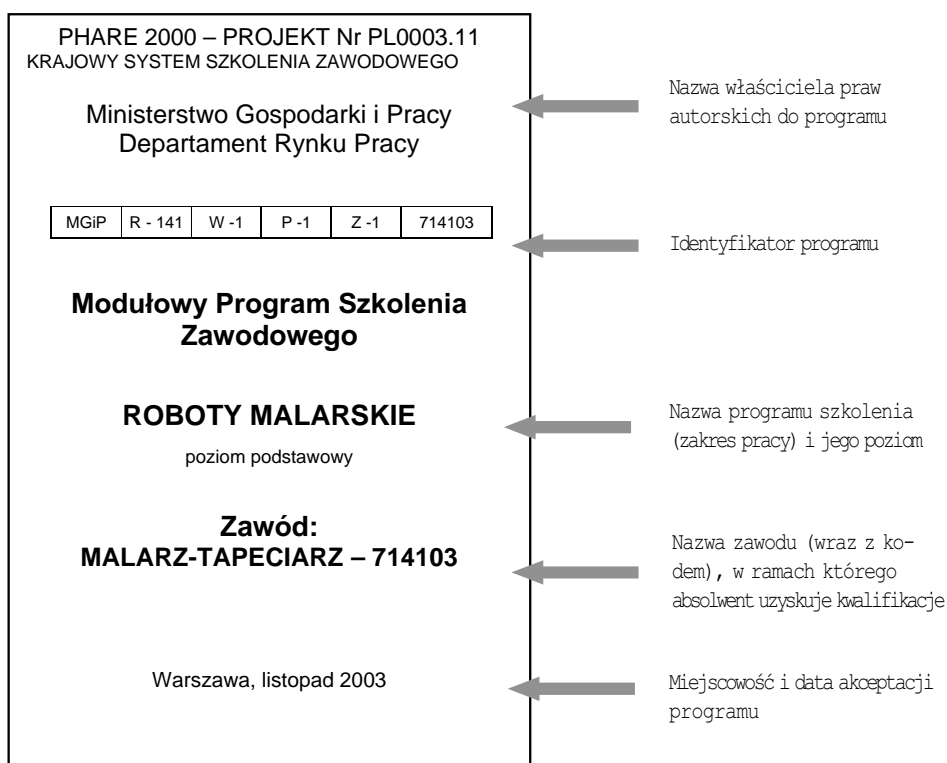 PHARE 2000 – PROJEKT Nr PL0003.11
KRAJOWY SYSTEM SZKOLENIA ZAWODOWEGO
Ministerstwo Gospodarki i Pracy
Departament Rynku Pracy
Nazwa właściciela praw
autorskich do programu
MGiP R - 141 W -1 P -1 Z -1 714103
Identyfikator programu
Modułowy Program Szkolenia
Zawodowego
ROBOTY MALARSKIE
poziom podstawowy
Nazwa programu szkolenia
(zakres pracy) i jego poziom
Zawód:
MALARZ-TAPECIARZ – 714103
Nazwa zawodu (wraz z ko-
dem), w ramach którego
absolwent uzyskuje kwalifikacje
Warszawa, listopad 2003
Miejscowość i data akceptacji
programu